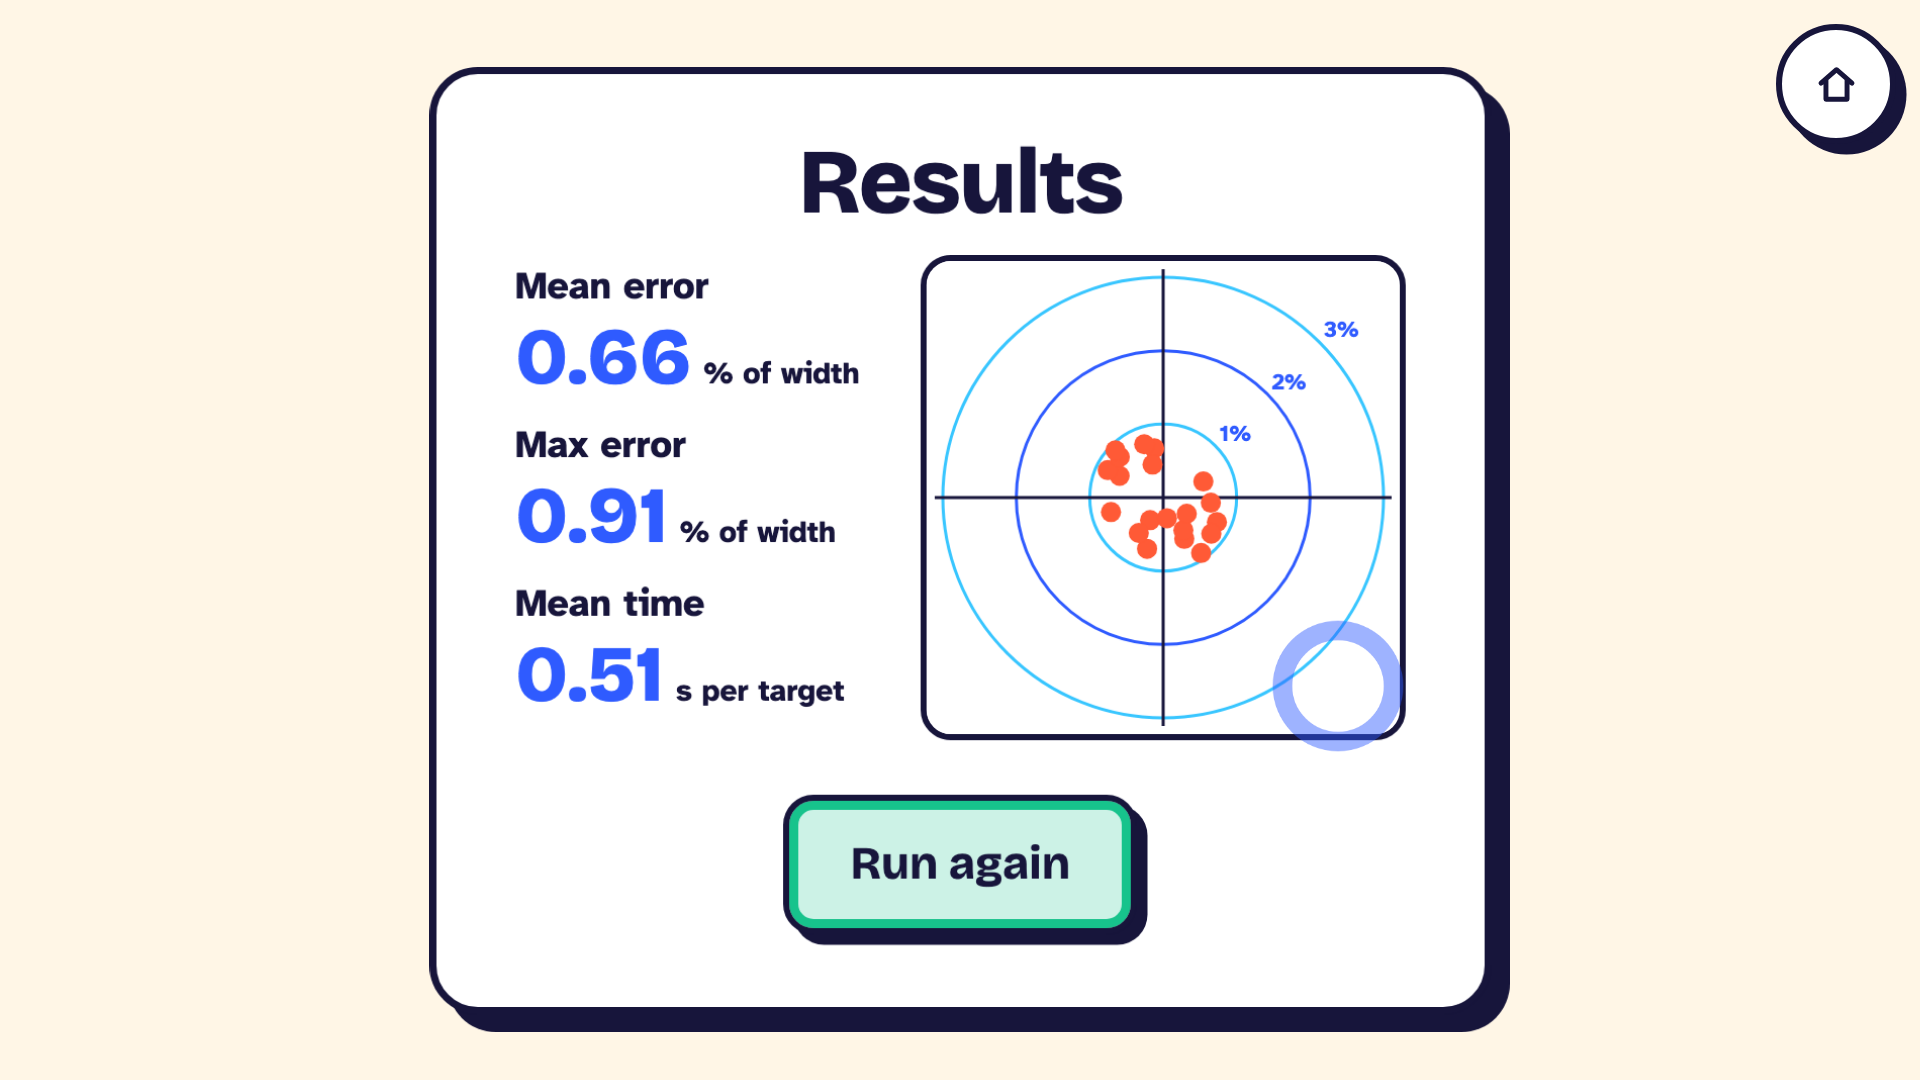 Results
Mean error
0.66 % of width
Max error
0.91 % of width
Mean time
0.51 s per target
3%
2%
1%
Run again